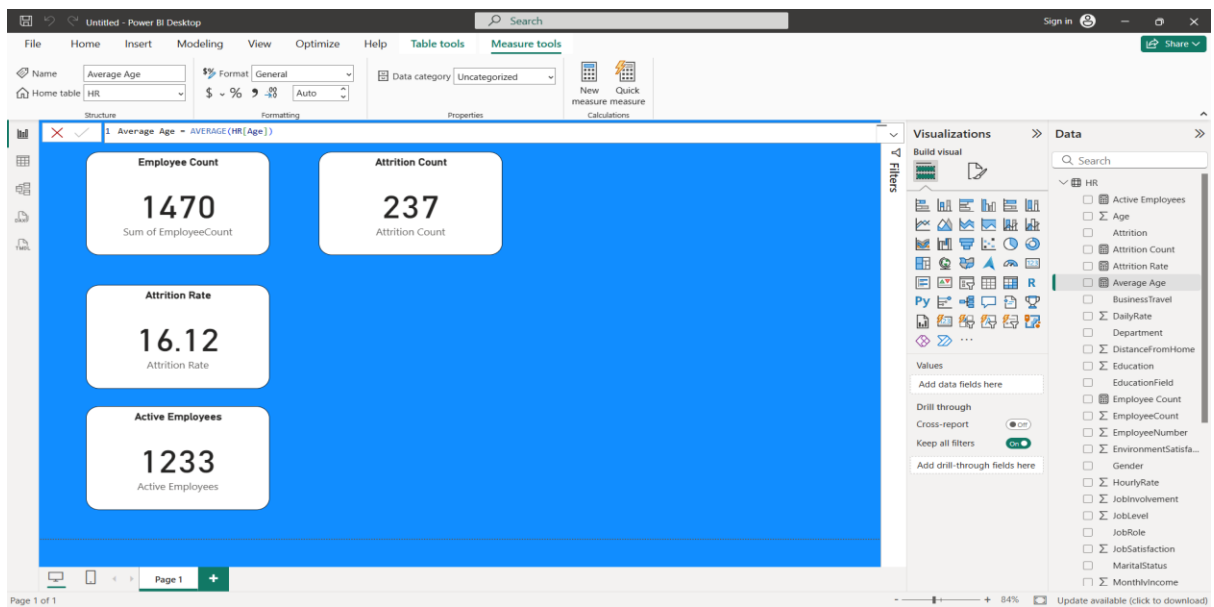 Untitled - Power BI Desktop
Search
Sign in
File Home Insert Modeling View Optimize Help Table tools Measure tools
Share
Name Average Age
Home table HR
Structure
Format General
$ % 9 Auto
Formatting
Data category Uncategorized
Properties
New measure
Quick measure
Calculations
1 Average Age = AVERAGE(HR[Age])
Employee Count
1470
Sum of EmployeeCount
Attrition Count
237
Attrition Count
Attrition Rate
16.12
Attrition Rate
Active Employees
1233
Active Employees
Filters
Visualizations
Build visual
R
Py
...
Values
Add data fields here
Drill through
Cross-report Off
Keep all filters On
Add drill-through fields here
Data
Search
HR
Active Employees
Age
Attrition
Attrition Count
Attrition Rate
Average Age
BusinessTravel
DailyRate
Department
DistanceFromHome
Education
EducationField
Employee Count
EmployeeCount
EmployeeNumber
EnvironmentSatisfa...
Gender
HourlyRate
JobInvolvement
JobLevel
JobRole
JobSatisfaction
MaritalStatus
MonthlyIncome
Page 1
Page 1 of 1
84%
Update available (click to download)